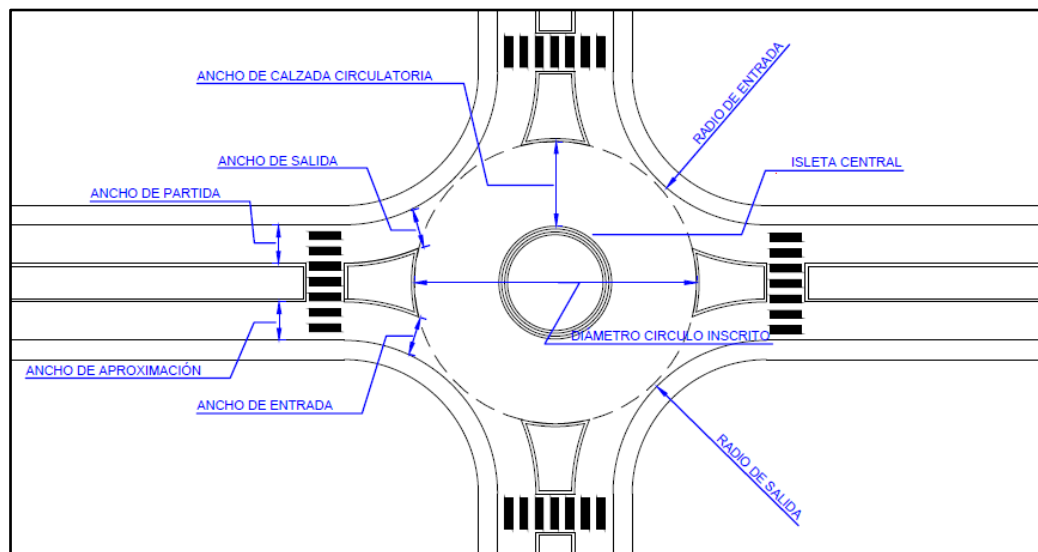 ANCHO DE CALZADA CIRCULATORIA
RADIO DE ENTRADA
ANCHO DE SALIDA
ISLETA CENTRAL
ANCHO DE PARTIDA
DIAMETRO CIRCULO INSCRITO
ANCHO DE APROXIMACIÓN
ANCHO DE ENTRADA
RADIO DE SALIDA